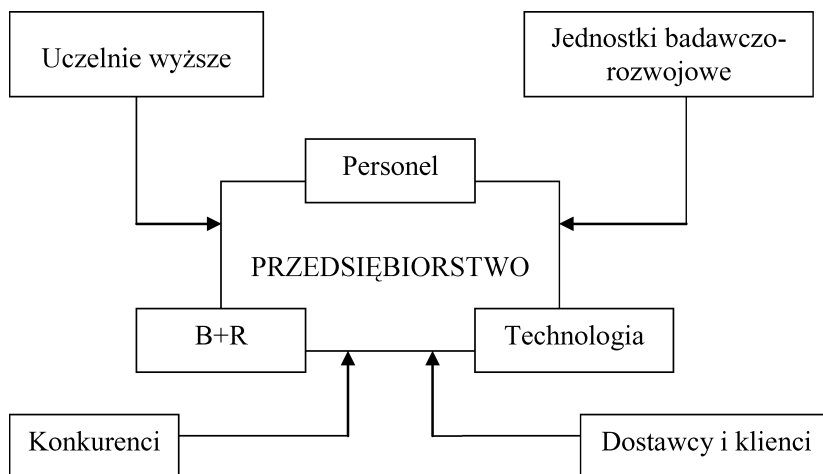 Uczelnie wyższe
Jednostki badawczo-
rozwojowe
Personel
PRZEDSIĘBIORSTWO
B+R
Technologia
Konkurenci
Dostawcy i klienci